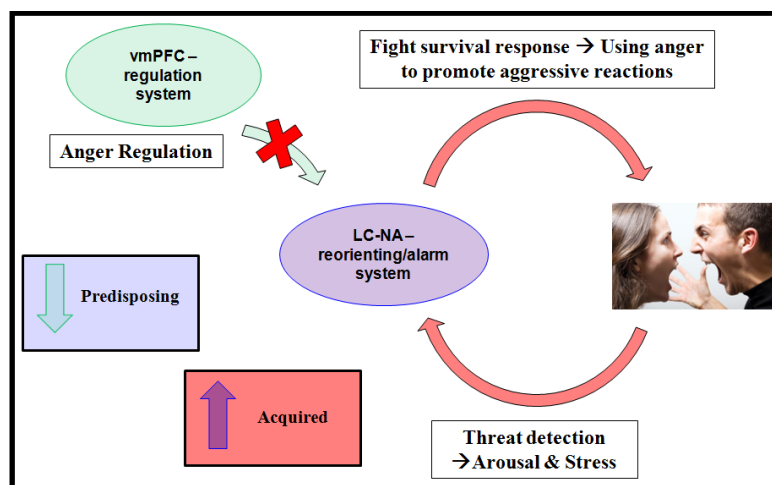 vmPFC –
regulation
system
Anger Regulation
Fight survival response → Using anger
to promote aggressive reactions
LC-NA –
reorienting/alarm
system
Predisposing
Acquired
Threat detection
→Arousal & Stress